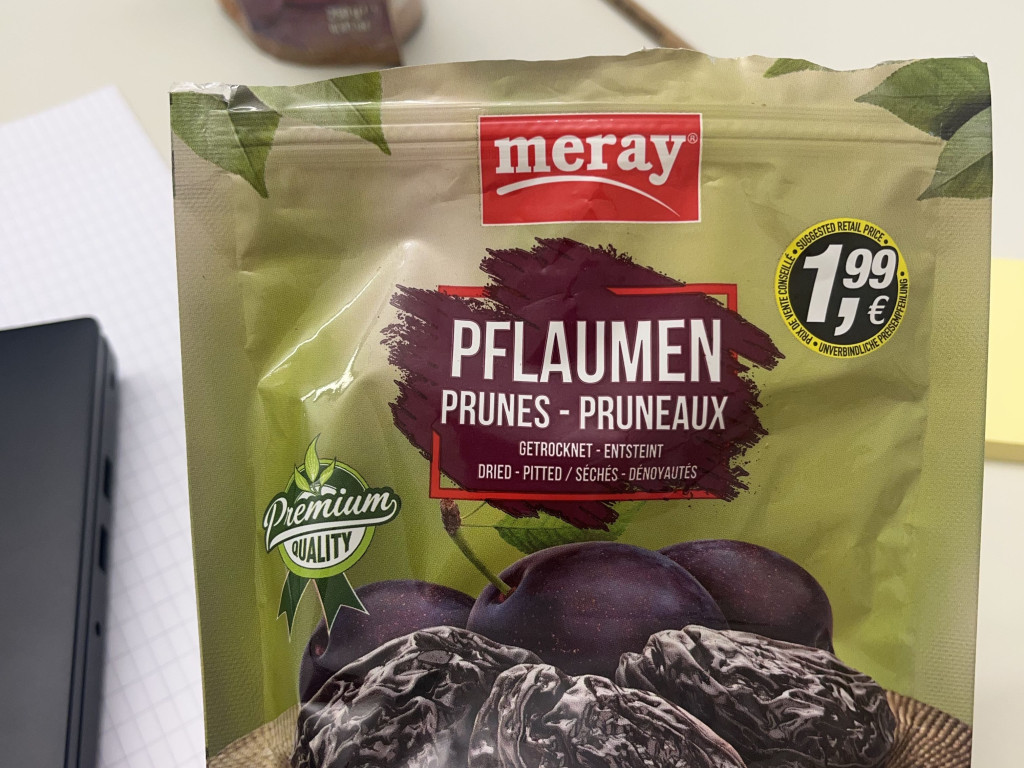 meray®
• SUGGESTED RETAIL PRICE •
PRIX DE VENTE CONSEILLÉ
1,99 €
• UNVERBINDLICHE PREISEMPFEHLUNG •
PFLAUMEN
PRUNES - PRUNEAUX
GETROCKNET - ENTSTEINT
DRIED - PITTED / SÉCHÉS - DÉNOYAUTÉS
Premium
QUALITY